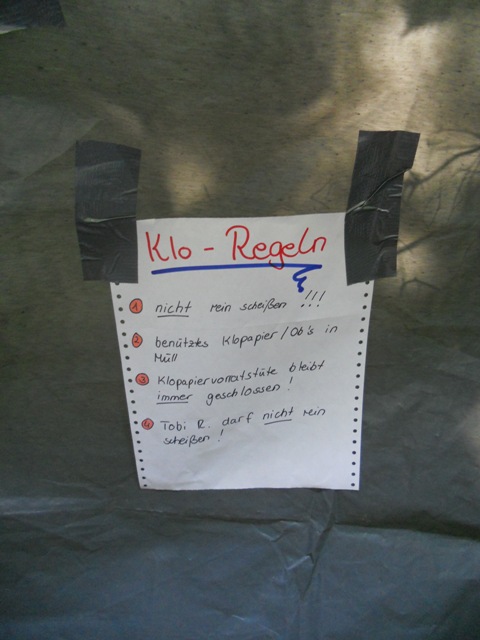 Klo - Regeln
1 nicht rein scheißen !!!
2 benütztes Klopapier / Ob's in
Müll
3 Klopapiervorratstüte bleibt
immer geschlossen !
4 Tobi R. darf nicht rein
scheißen !